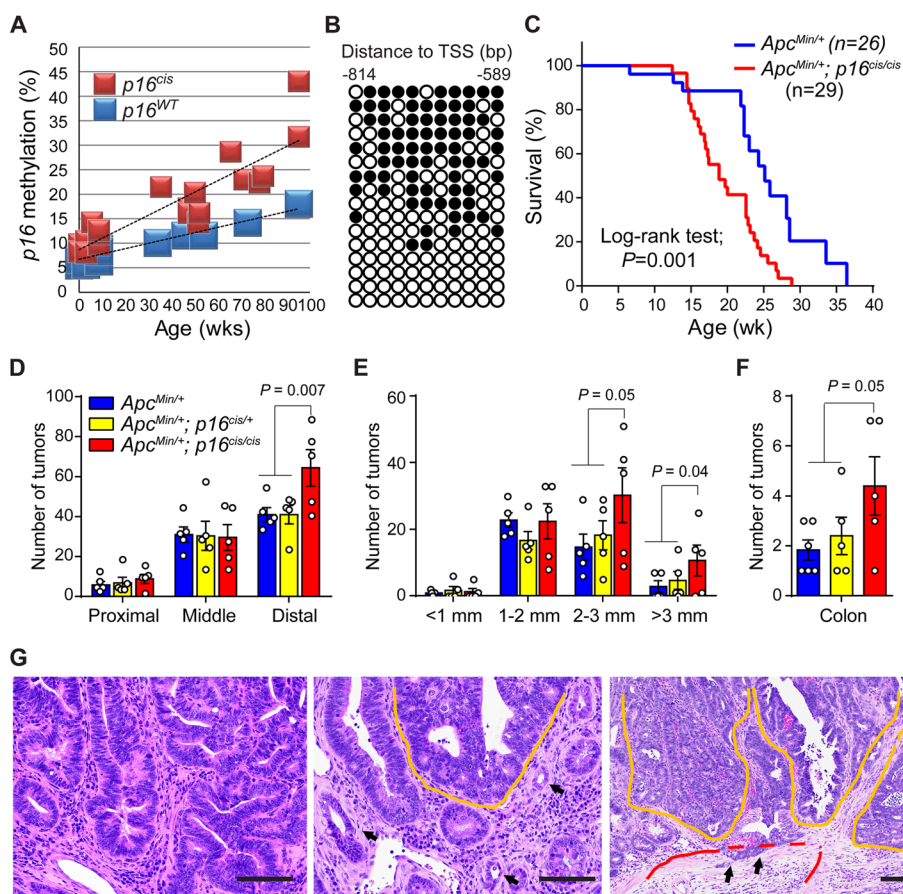 A
p16 methylation (%)
50
45
40
35
30
25
20
15
10
5
0
p16cis
p16WT
0 10 20 30 40 50 60 70 80 90100
Age (wks)
B
Distance to TSS (bp)
-814 -589
C
Survival (%)
100
80
60
40
20
0
ApcMin/+ (n=26)
ApcMin/+; p16cis/cis
(n=29)
Log-rank test;
P=0.001
0 5 10 15 20 25 30 35 40
Age (wk)
D
Number of tumors
100
80
60
40
20
0
ApcMin/+
ApcMin/+; p16cis/+
ApcMin/+; p16cis/cis
P = 0.007
Proximal Middle Distal
E
Number of tumors
60
40
20
0
P = 0.05
P = 0.04
<1 mm 1-2 mm 2-3 mm >3 mm
F
Number of tumors
8
6
4
2
0
P = 0.05
Colon
G